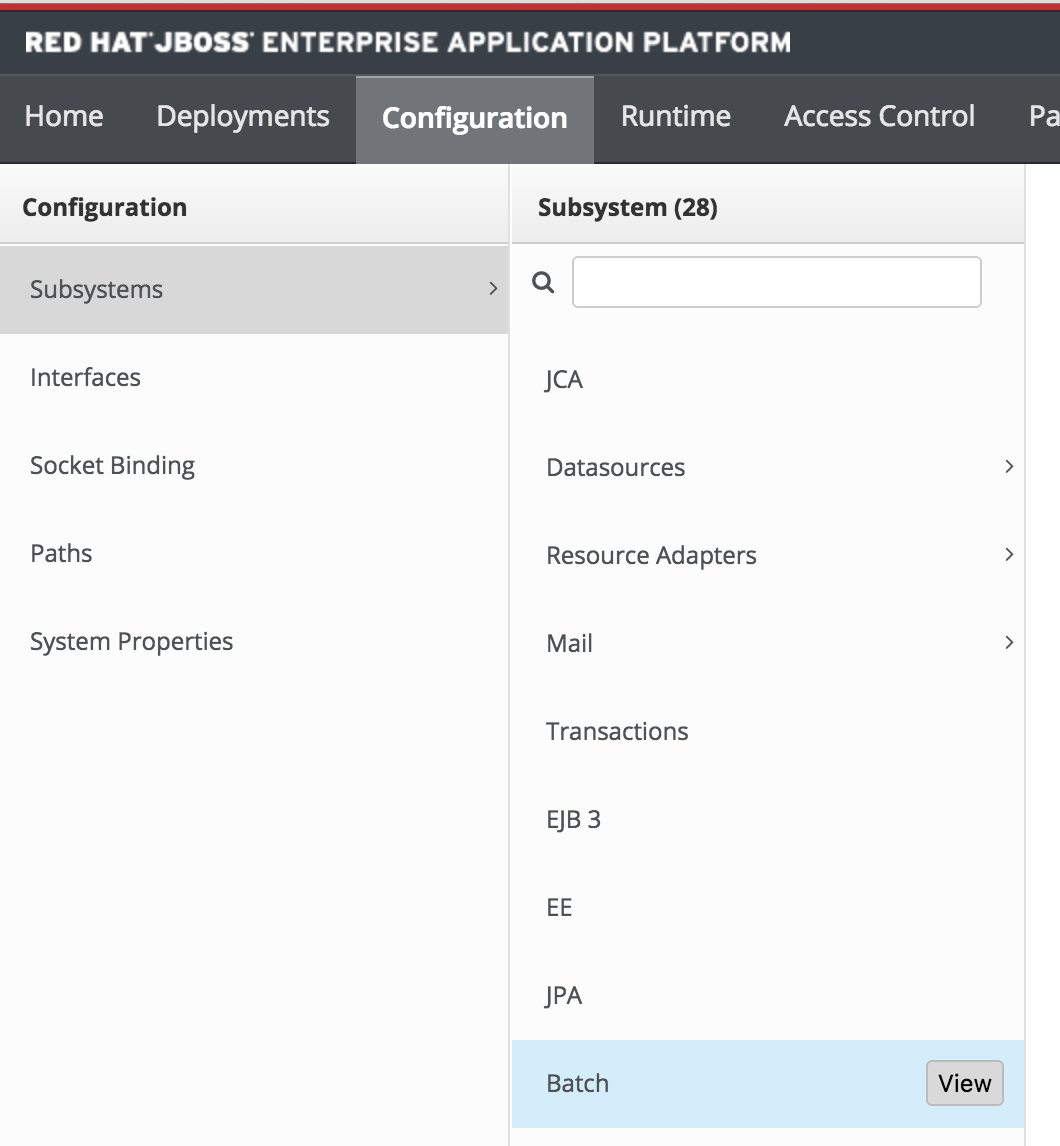 RED HAT® JBOSS® ENTERPRISE APPLICATION PLATFORM
Home Deployments Configuration Runtime Access Control Pa
Configuration
Subsystems
Interfaces
Socket Binding
Paths
System Properties
Subsystem (28)
JCA
Datasources
Resource Adapters
Mail
Transactions
EJB 3
EE
JPA
Batch View